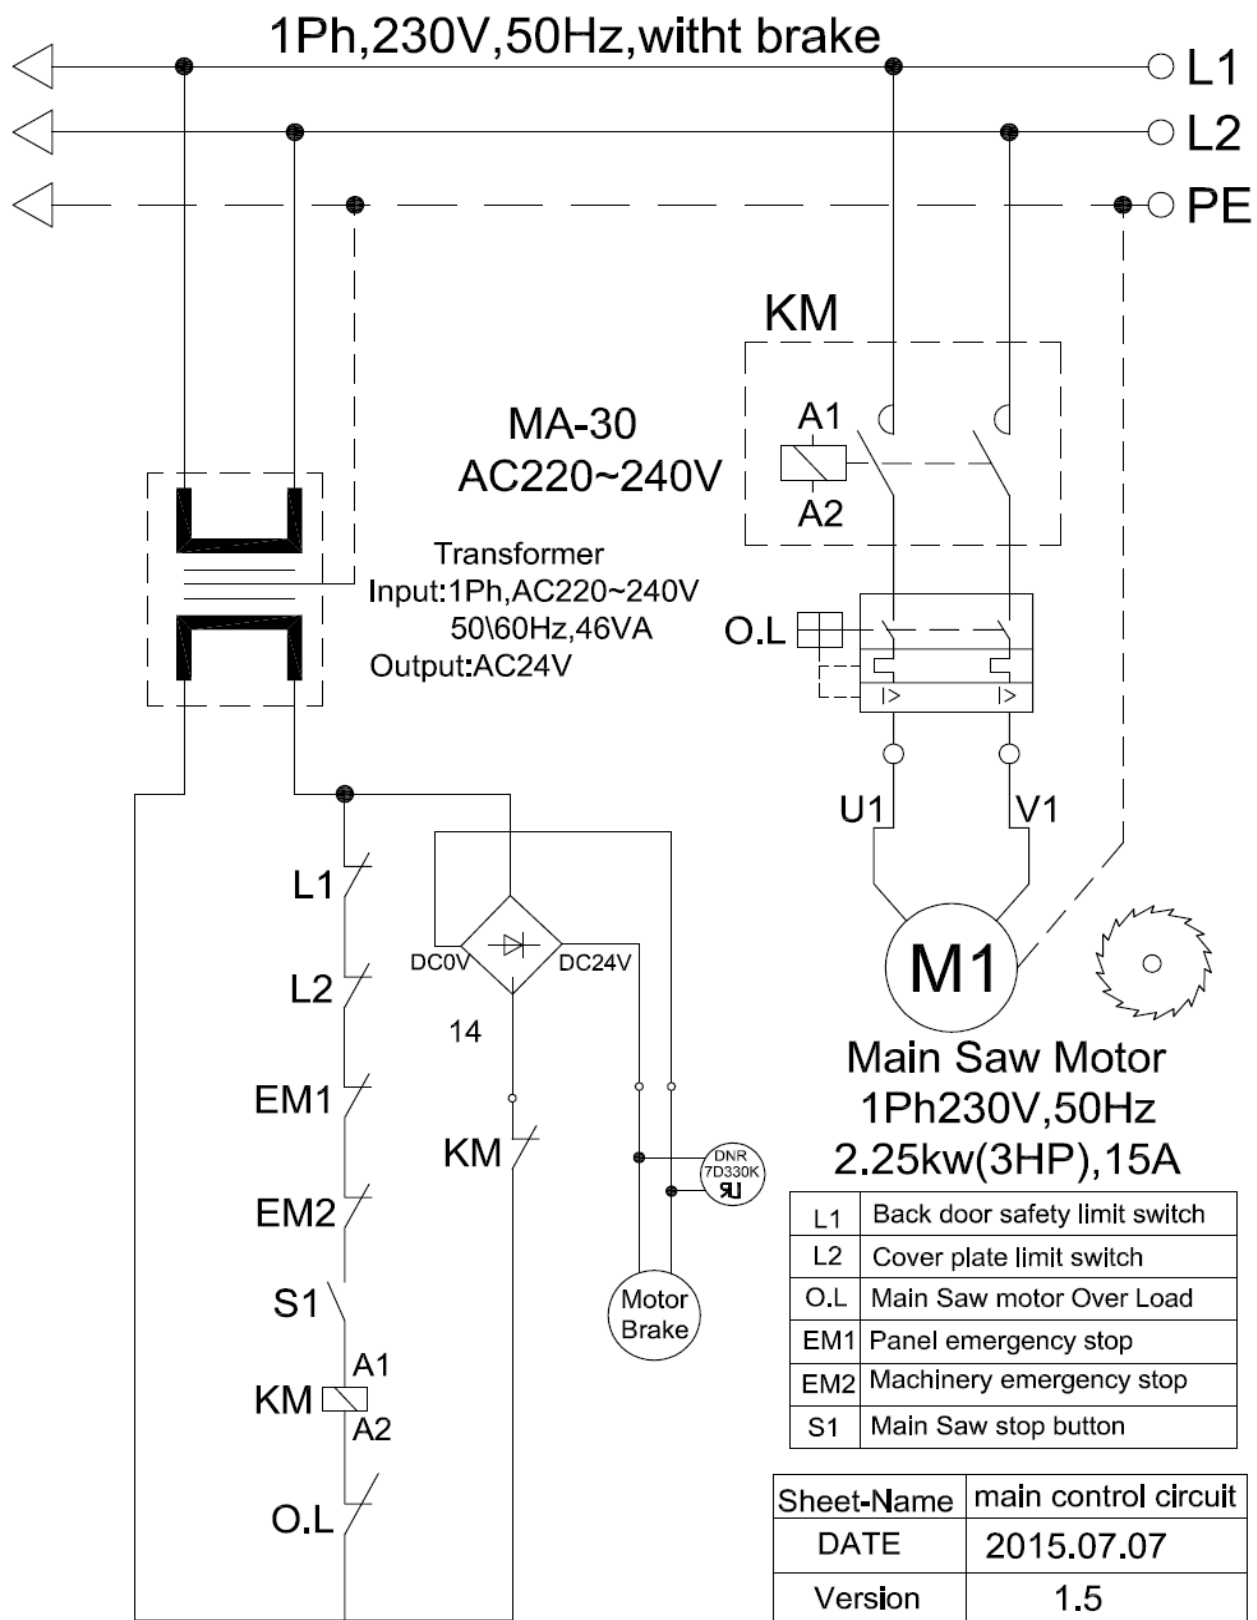 1Ph,230V,50Hz,witht brake
L1
L2
PE
KM
A1
A2
MA-30
AC220~240V
Transformer
Input:1Ph,AC220~240V
50\60Hz,46VA
Output:AC24V
O.L
U1
V1
L1
L2
EM1
EM2
S1
A1
KM
A2
O.L
DC0V
DC24V
14
KM
DNR
7D330K
Motor
Brake
M1
Main Saw Motor
1Ph230V,50Hz
2.25kw(3HP),15A
L1 Back door safety limit switch
L2 Cover plate limit switch
O.L Main Saw motor Over Load
EM1 Panel emergency stop
EM2 Machinery emergency stop
S1 Main Saw stop button
Sheet-Name main control circuit
DATE 2015.07.07
Version 1.5